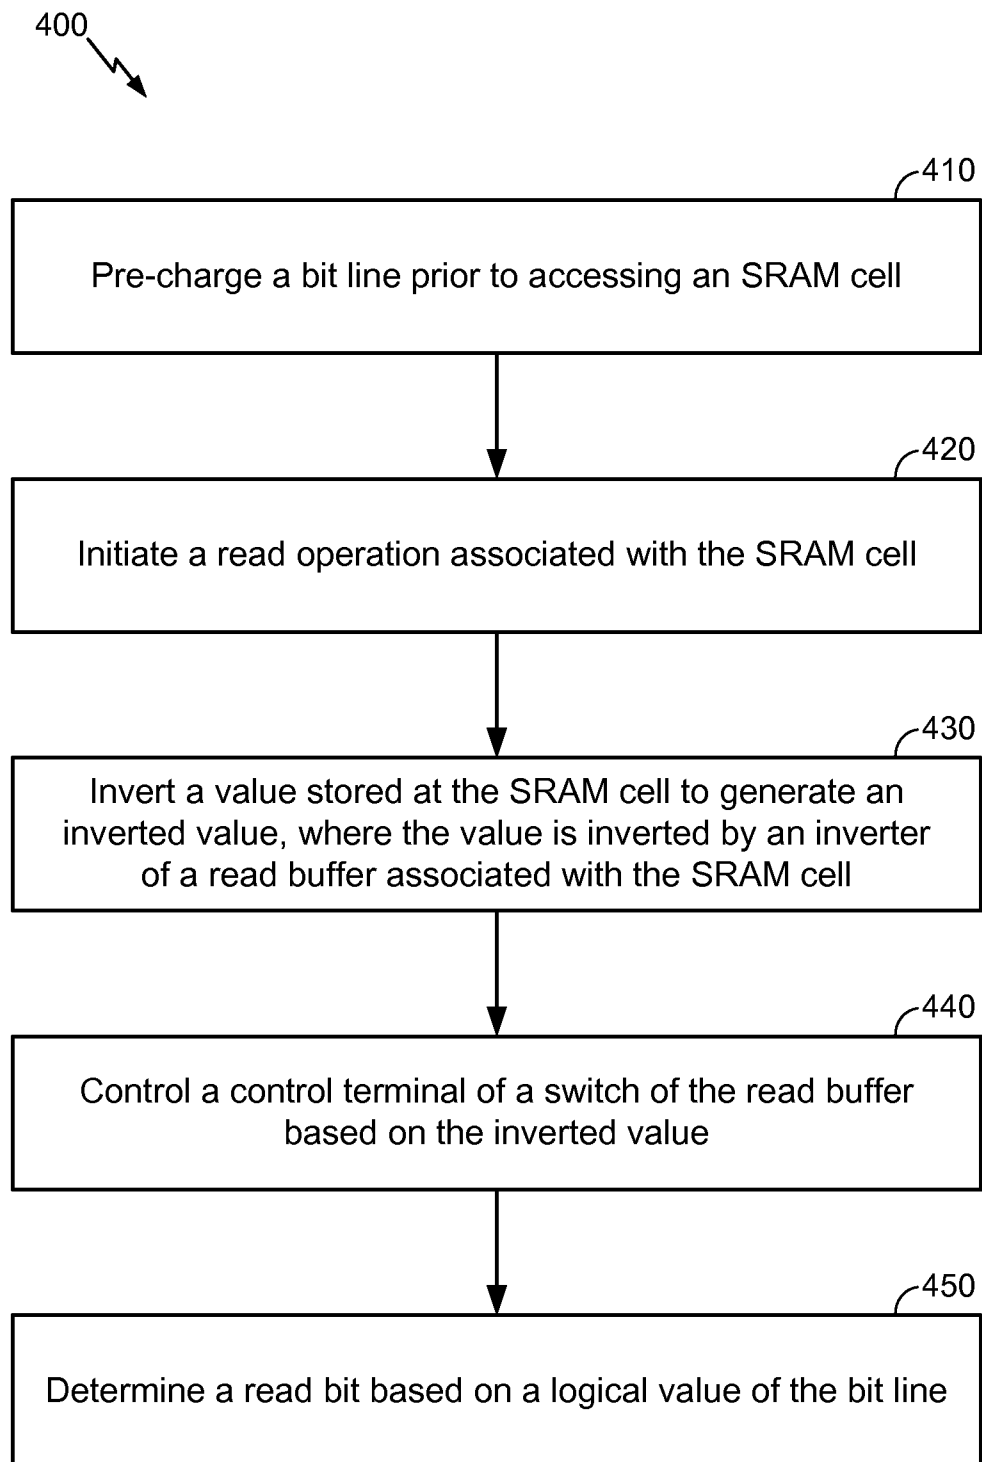 400
410
Pre-charge a bit line prior to accessing an SRAM cell
420
Initiate a read operation associated with the SRAM cell
430
Invert a value stored at the SRAM cell to generate an
inverted value, where the value is inverted by an inverter
of a read buffer associated with the SRAM cell
440
Control a control terminal of a switch of the read buffer
based on the inverted value
450
Determine a read bit based on a logical value of the bit line